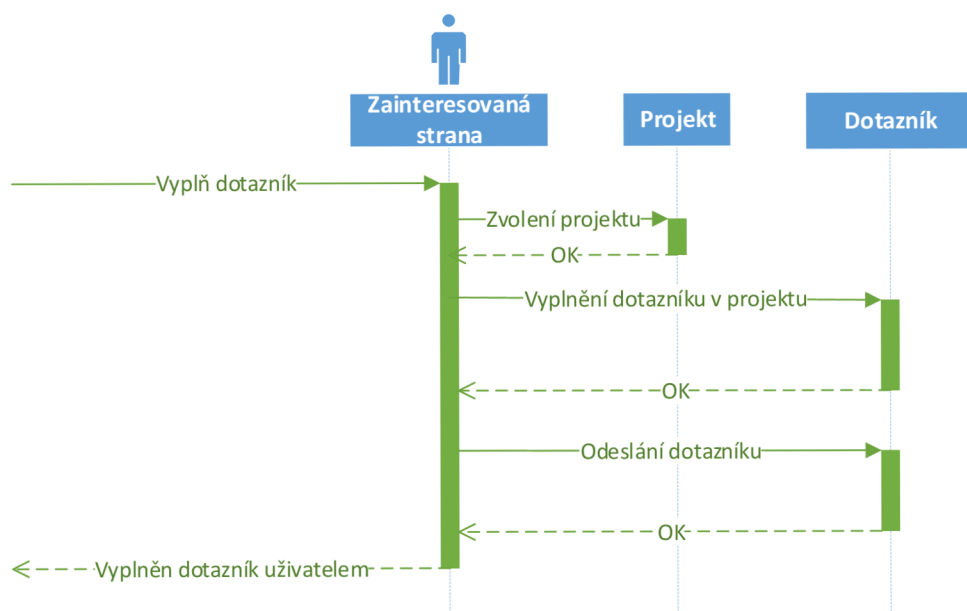 Zainteresovaná
strana
Projekt
Dotazník
Vyplň dotazník
Zvolení projektu
OK
Vyplnění dotazníku v projektu
OK
Odeslání dotazníku
OK
Vyplněn dotazník uživatelem